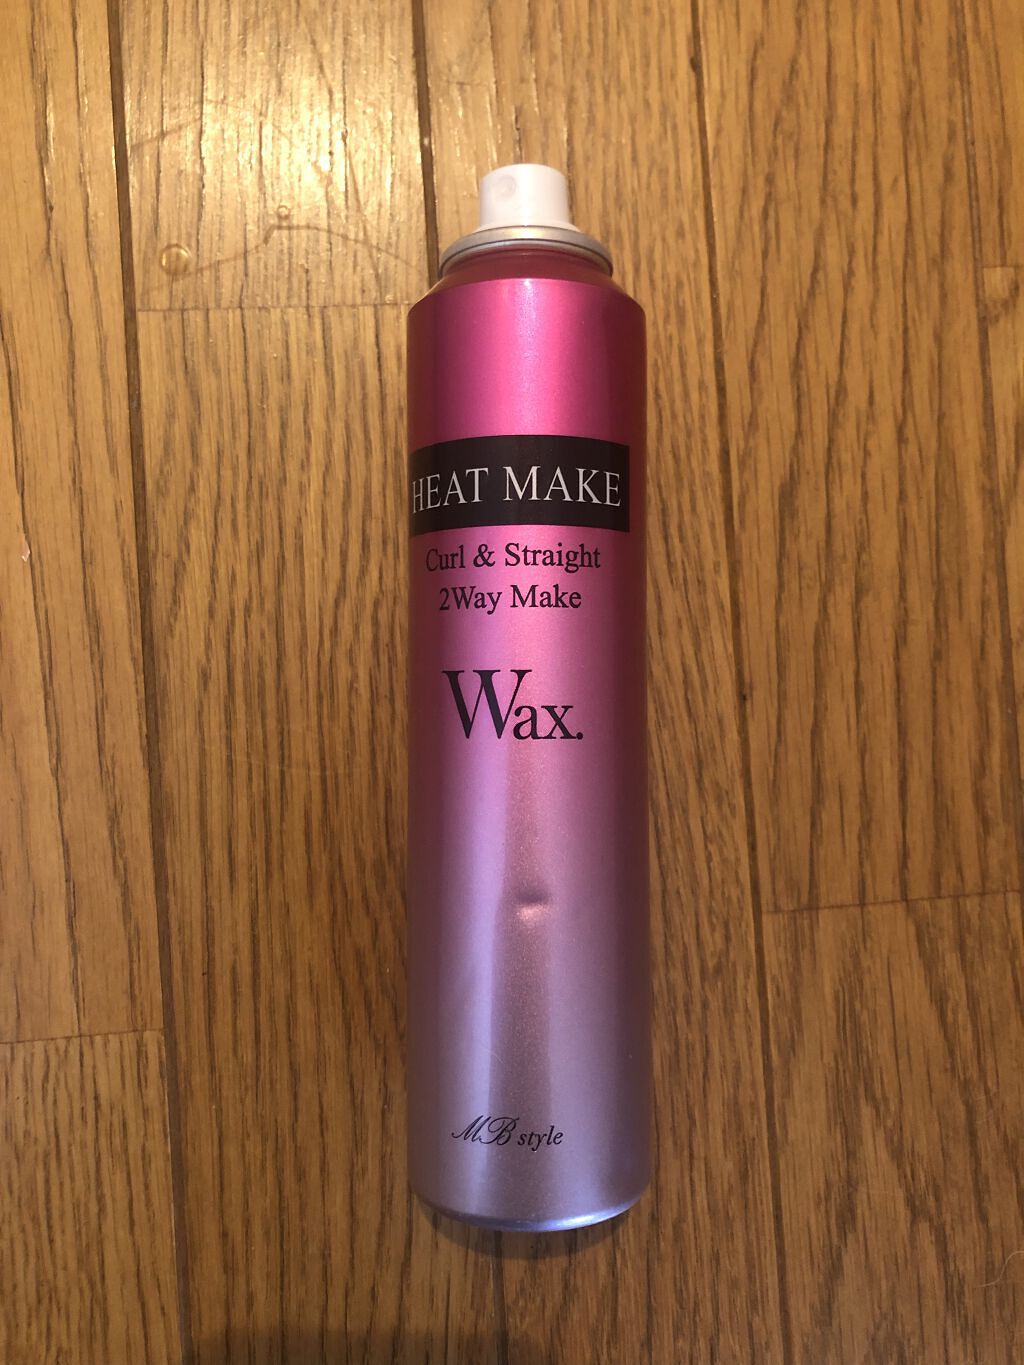 HEAT MAKE
Curl & Straight
2Way Make
Wax.
MB style